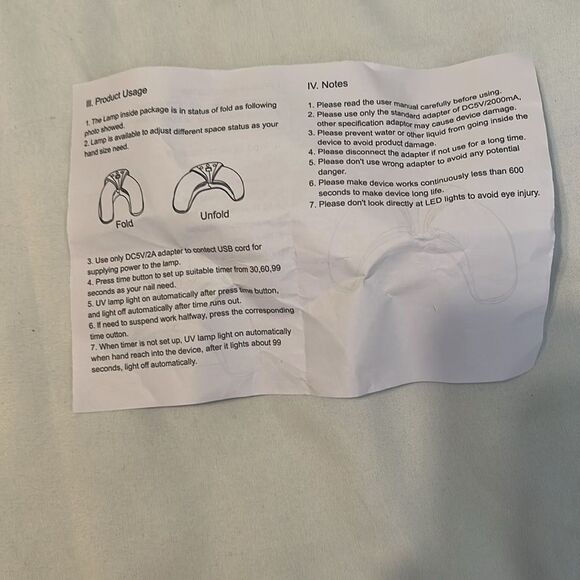 III. Product Usage
1. The Lamp inside package is in status of fold as following
photo showed.
2. Lamp is available to adjust different space status as your
hand size need.
Fold
Unfold
3. Use only DC5V/2A adapter to contect USB cord for
supplying power to the lamp.
4. Press time button to set up suitable timer from 30,60,99
seconds as your nail need.
5. UV lamp light on automatically after press time button,
and light off automatically after time runs out.
6. If need to suspend work halfway, press the corresponding
time outton.
7. When timer is not set up, UV lamp light on automatically
when hand reach into the device, after it lights about 99
seconds, light off automatically.
IV. Notes
1. Please read the user manual carefully before using.
2. Please use only the standard adapter of DC5V/2000mA,
other specification adaptor may cause device damage.
3. Please prevent water or other liquid from going inside the
device to avoid product damage.
4. Please disconnect the adapter if not use for a long time.
5. Please don't use wrong adapter to avoid any potential
danger.
6. Please make device works continuously less than 600
seconds to make device long life.
7. Please don't look directly at LED lights to avoid eye injury.